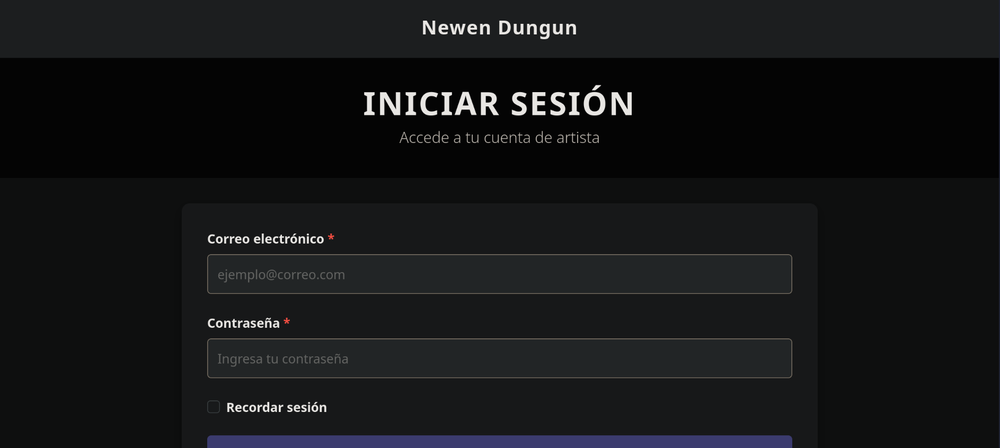 Newen Dungun
INICIAR SESIÓN
Accede a tu cuenta de artista
Correo electrónico *
ejemplo@correo.com
Contraseña *
Ingresa tu contraseña
Recordar sesión